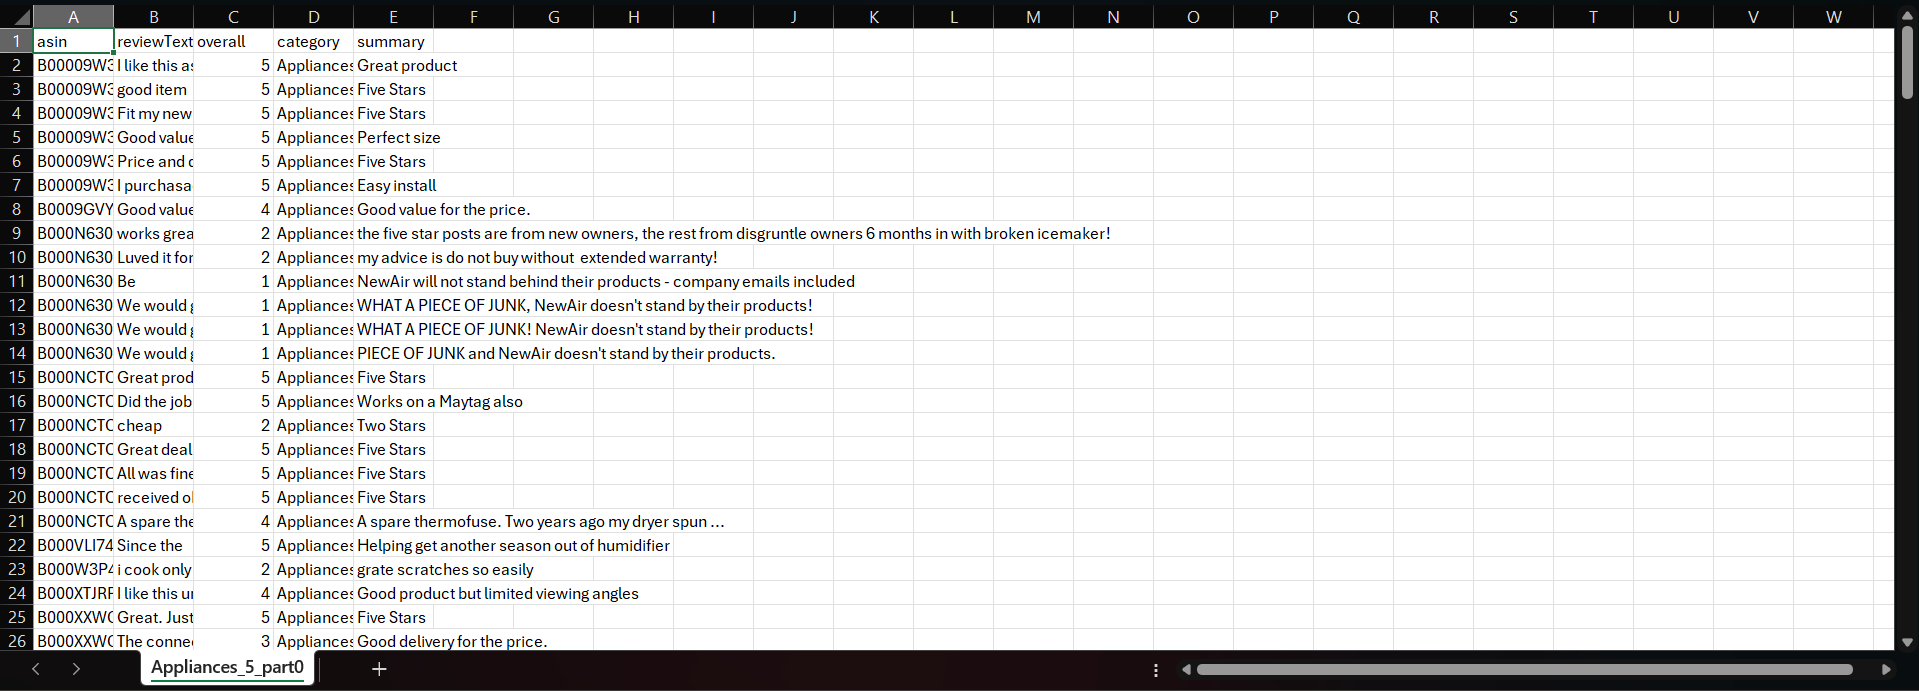 A B C D E F G H I J K L M N O P Q R S T U V W
1 asin reviewText overall category summary
2 B00009W3 I like this as 5 Appliances Great product
3 B00009W3 good item 5 Appliances Five Stars
4 B00009W3 Fit my new 5 Appliances Five Stars
5 B00009W3 Good value 5 Appliances Perfect size
6 B00009W3 Price and 5 Appliances Five Stars
7 B00009W3 I purchasa 5 Appliances Easy install
8 B0009GVY Good value 4 Appliances Good value for the price.
9 B000N630 works grea 2 Appliances the five star posts are from new owners, the rest from disgruntle owners 6 months in with broken icemaker!
10 B000N630 Luved it for 2 Appliances my advice is do not buy without extended warranty!
11 B000N630 Be 1 Appliances NewAir will not stand behind their products - company emails included
12 B000N630 We would g 1 Appliances WHAT A PIECE OF JUNK, NewAir doesn't stand by their products!
13 B000N630 We would g 1 Appliances WHAT A PIECE OF JUNK! NewAir doesn't stand by their products!
14 B000N630 We would g 1 Appliances PIECE OF JUNK and NewAir doesn't stand by their products.
15 B000NCTO Great prod 5 Appliances Five Stars
16 B000NCTO Did the job 5 Appliances Works on a Maytag also
17 B000NCTO cheap 2 Appliances Two Stars
18 B000NCTO Great deal 5 Appliances Five Stars
19 B000NCTO All was fine 5 Appliances Five Stars
20 B000NCTO received 5 Appliances Five Stars
21 B000NCTO A spare the 4 Appliances A spare thermofuse. Two years ago my dryer spun ...
22 B000VLI74 Since the 5 Appliances Helping get another season out of humidifier
23 B000W3P4 i cook only 2 Appliances grate scratches so easily
24 B000XTJRF I like this 4 Appliances Good product but limited viewing angles
25 B000XXWO Great. Just 5 Appliances Five Stars
26 B000XXWO The conne 3 Appliances Good delivery for the price.
Appliances_5_part0